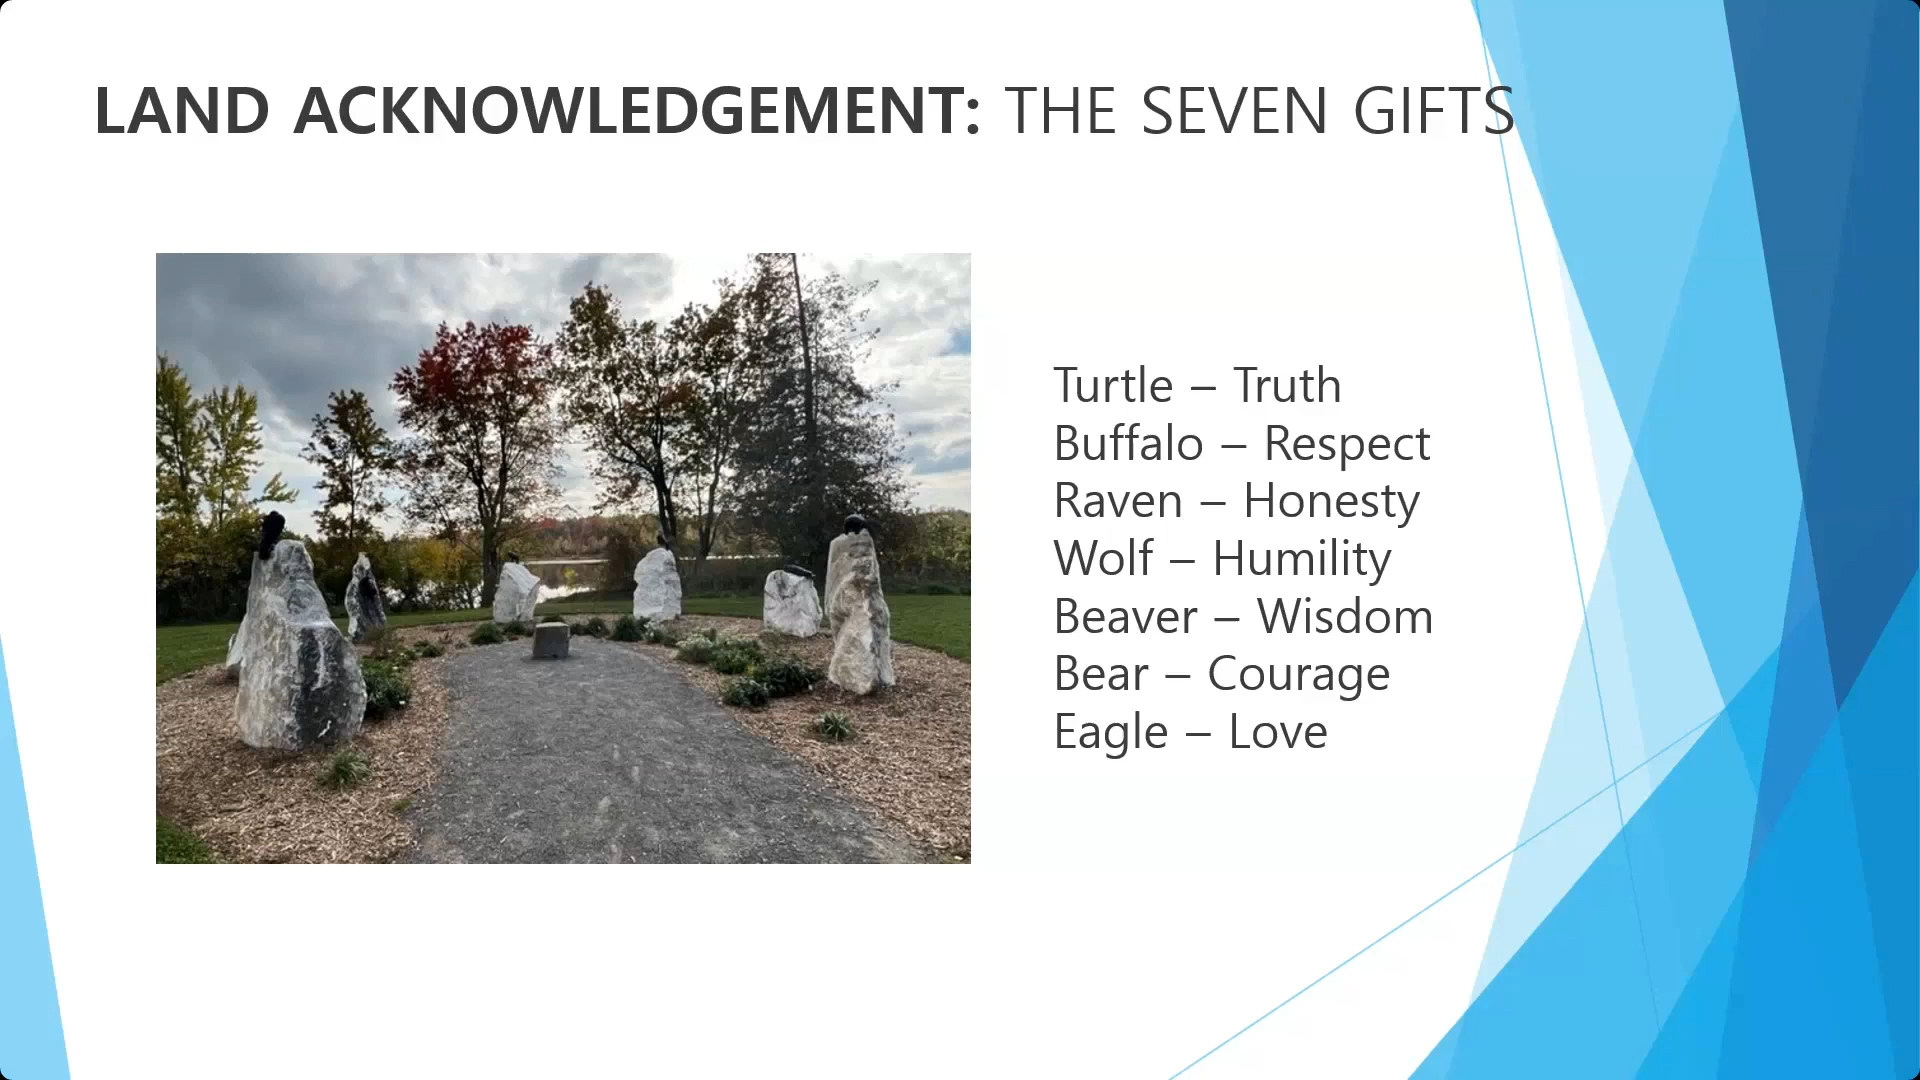 LAND ACKNOWLEDGEMENT: THE SEVEN GIFTS
Turtle – Truth
Buffalo – Respect
Raven – Honesty
Wolf – Humility
Beaver – Wisdom
Bear – Courage
Eagle – Love